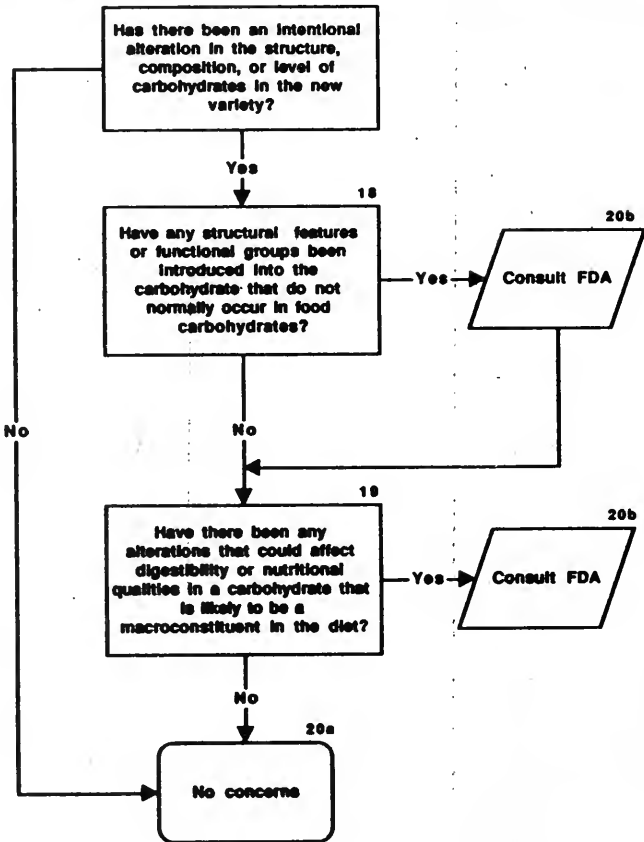 Has there been an intentional
alteration in the structure,
composition, or level of
carbohydrates in the new
variety?
Yes
18
Have any structural features
or functional groups been
introduced into the
carbohydrate that do not
normally occur in food
carbohydrates?
Yes
20b
Consult FDA
No
No
19
Have there been any
alterations that could affect
digestibility or nutritional
qualities in a carbohydrate that
is likely to be a
macroconstituent in the diet?
Yes
20b
Consult FDA
No
20a
No concerns